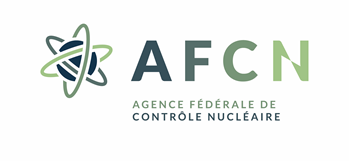 AFCN
AGENCE FÉDÉRALE DE
CONTRÔLE NUCLÉAIRE